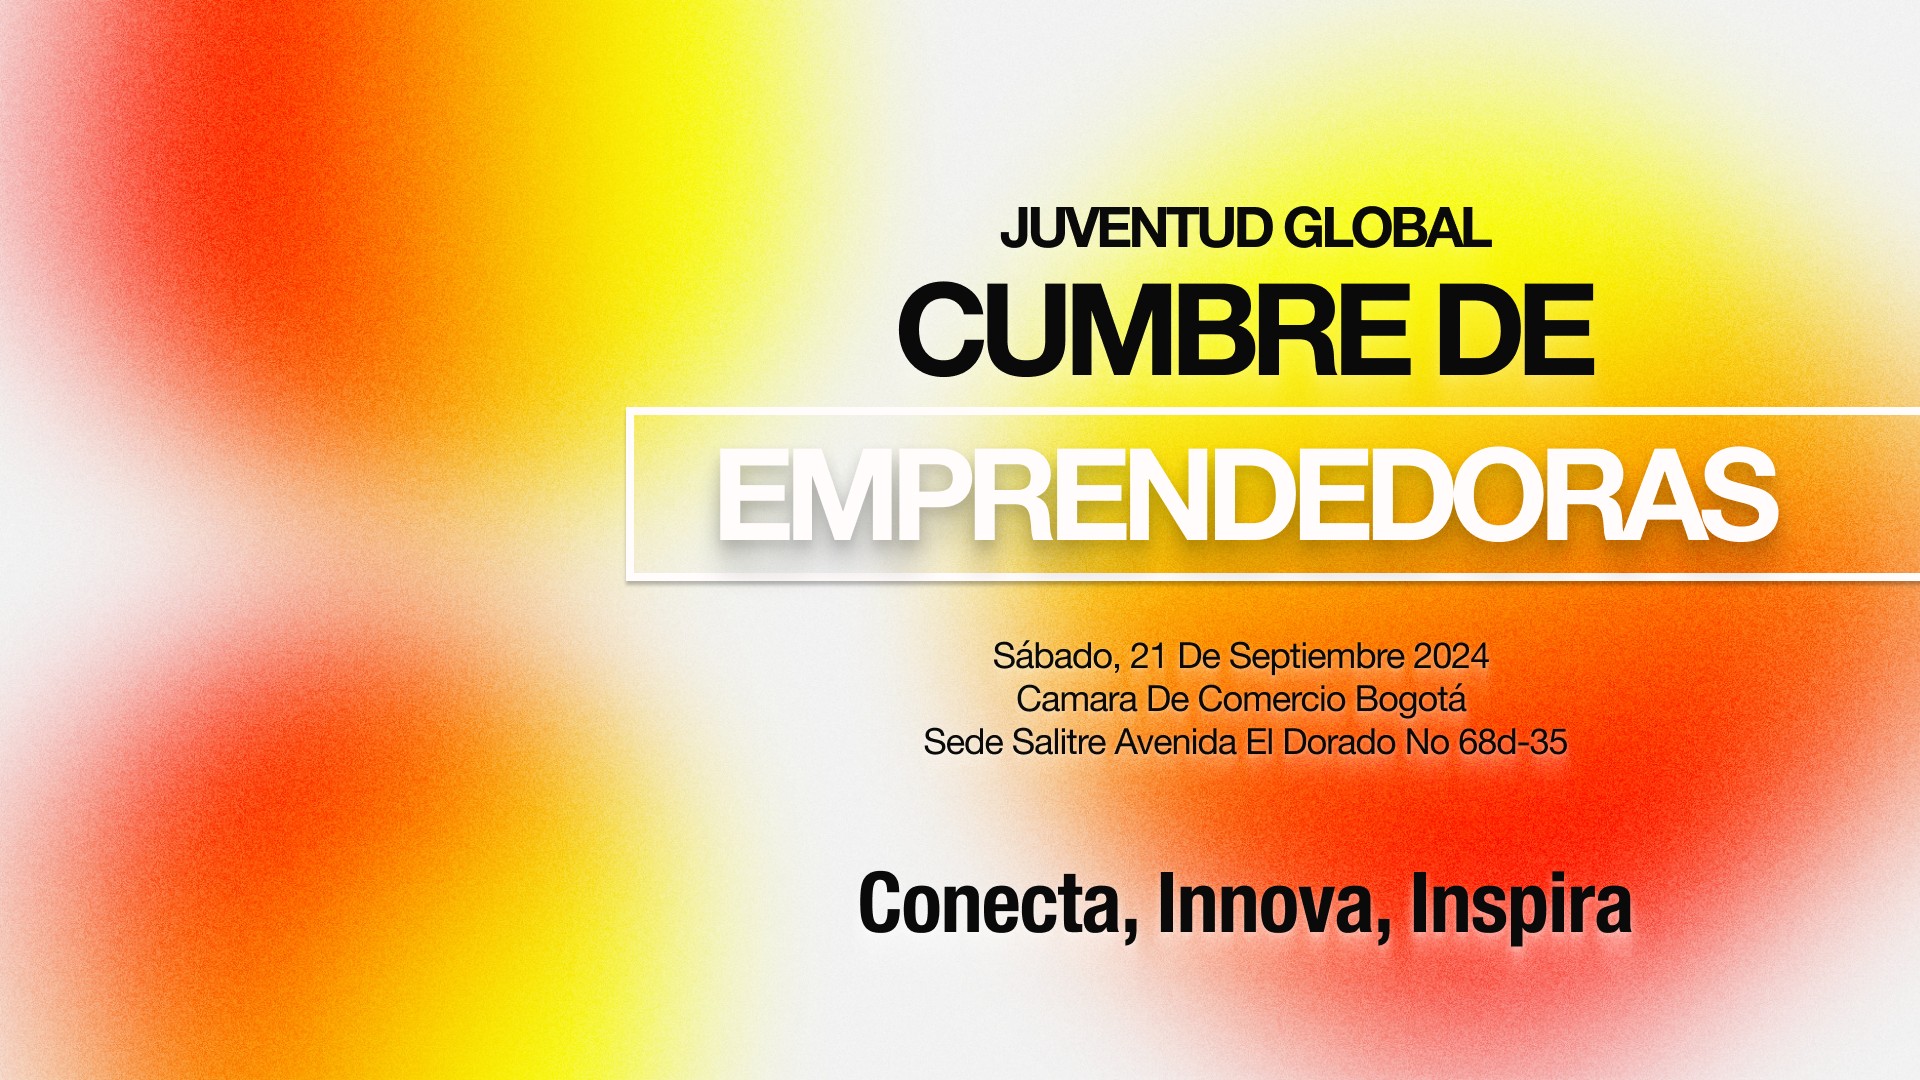 JUVENTUD GLOBAL
CUMBRE DE
EMPRENDEDORAS
Sábado, 21 De Septiembre 2024
Camara De Comercio Bogotá
Sede Salitre Avenida El Dorado No 68d-35
Conecta, Innova, Inspira